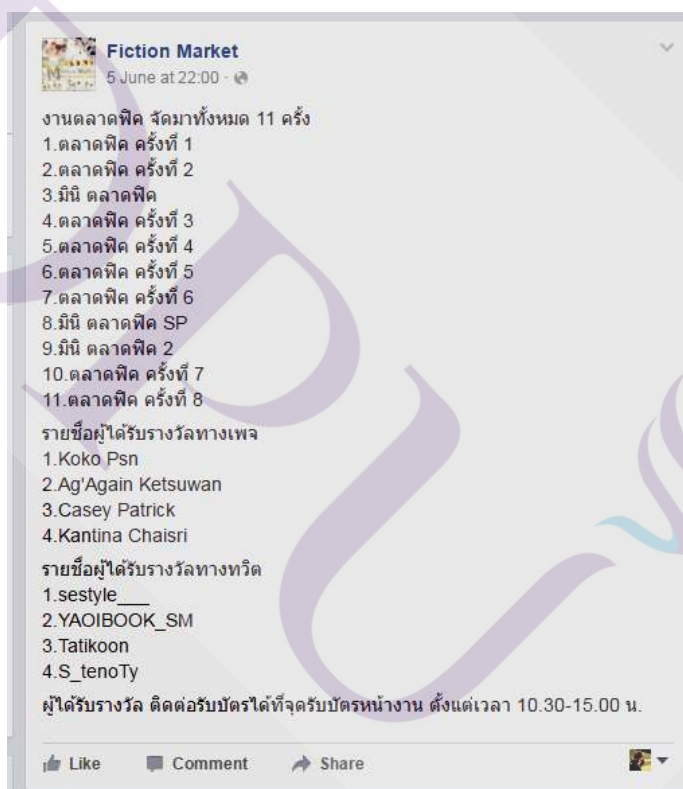 Fiction Market
5 June at 22:00 ·
งานตลาดฟิค จัดมาทั้งหมด 11 ครั้ง
1.ตลาดฟิค ครั้งที่ 1
2.ตลาดฟิค ครั้งที่ 2
3.มินิ ตลาดฟิค
4.ตลาดฟิค ครั้งที่ 3
5.ตลาดฟิค ครั้งที่ 4
6.ตลาดฟิค ครั้งที่ 5
7.ตลาดฟิค ครั้งที่ 6
8.มินิ ตลาดฟิค SP
9.มินิ ตลาดฟิค 2
10.ตลาดฟิค ครั้งที่ 7
11.ตลาดฟิค ครั้งที่ 8
รายชื่อผู้ได้รับรางวัลทางเพจ
1.Koko Psn
2.Ag'Again Ketsuwan
3.Casey Patrick
4.Kantina Chaisri
รายชื่อผู้ได้รับรางวัลทางทวิต
1.sestyle___
2.YAOIBOOK_SM
3.Tatikoon
4.S_tenoTy
ผู้ได้รับรางวัล ติดต่อรับบัตรได้ที่จุดรับบัตรหน้างาน ตั้งแต่เวลา 10.30-15.00 น.
Like Comment Share